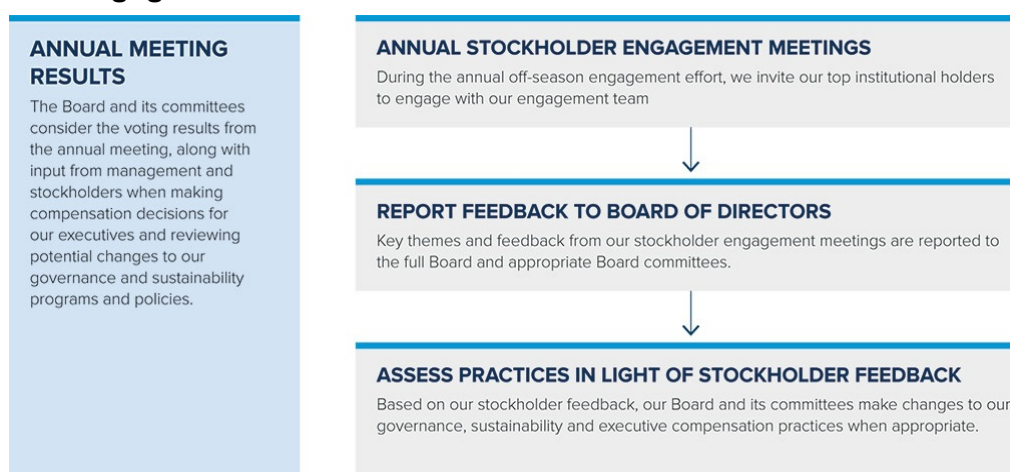 ANNUAL MEETING
RESULTS
The Board and its committees
consider the voting results from
the annual meeting, along with
input from management and
stockholders when making
compensation decisions for
our executives and reviewing
potential changes to our
governance and sustainability
programs and policies.
ANNUAL STOCKHOLDER ENGAGEMENT MEETINGS
During the annual off-season engagement effort, we invite our top institutional holders
to engage with our engagement team
REPORT FEEDBACK TO BOARD OF DIRECTORS
Key themes and feedback from our stockholder engagement meetings are reported to
the full Board and appropriate Board committees.
ASSESS PRACTICES IN LIGHT OF STOCKHOLDER FEEDBACK
Based on our stockholder feedback, our Board and its committees make changes to our
governance, sustainability and executive compensation practices when appropriate.